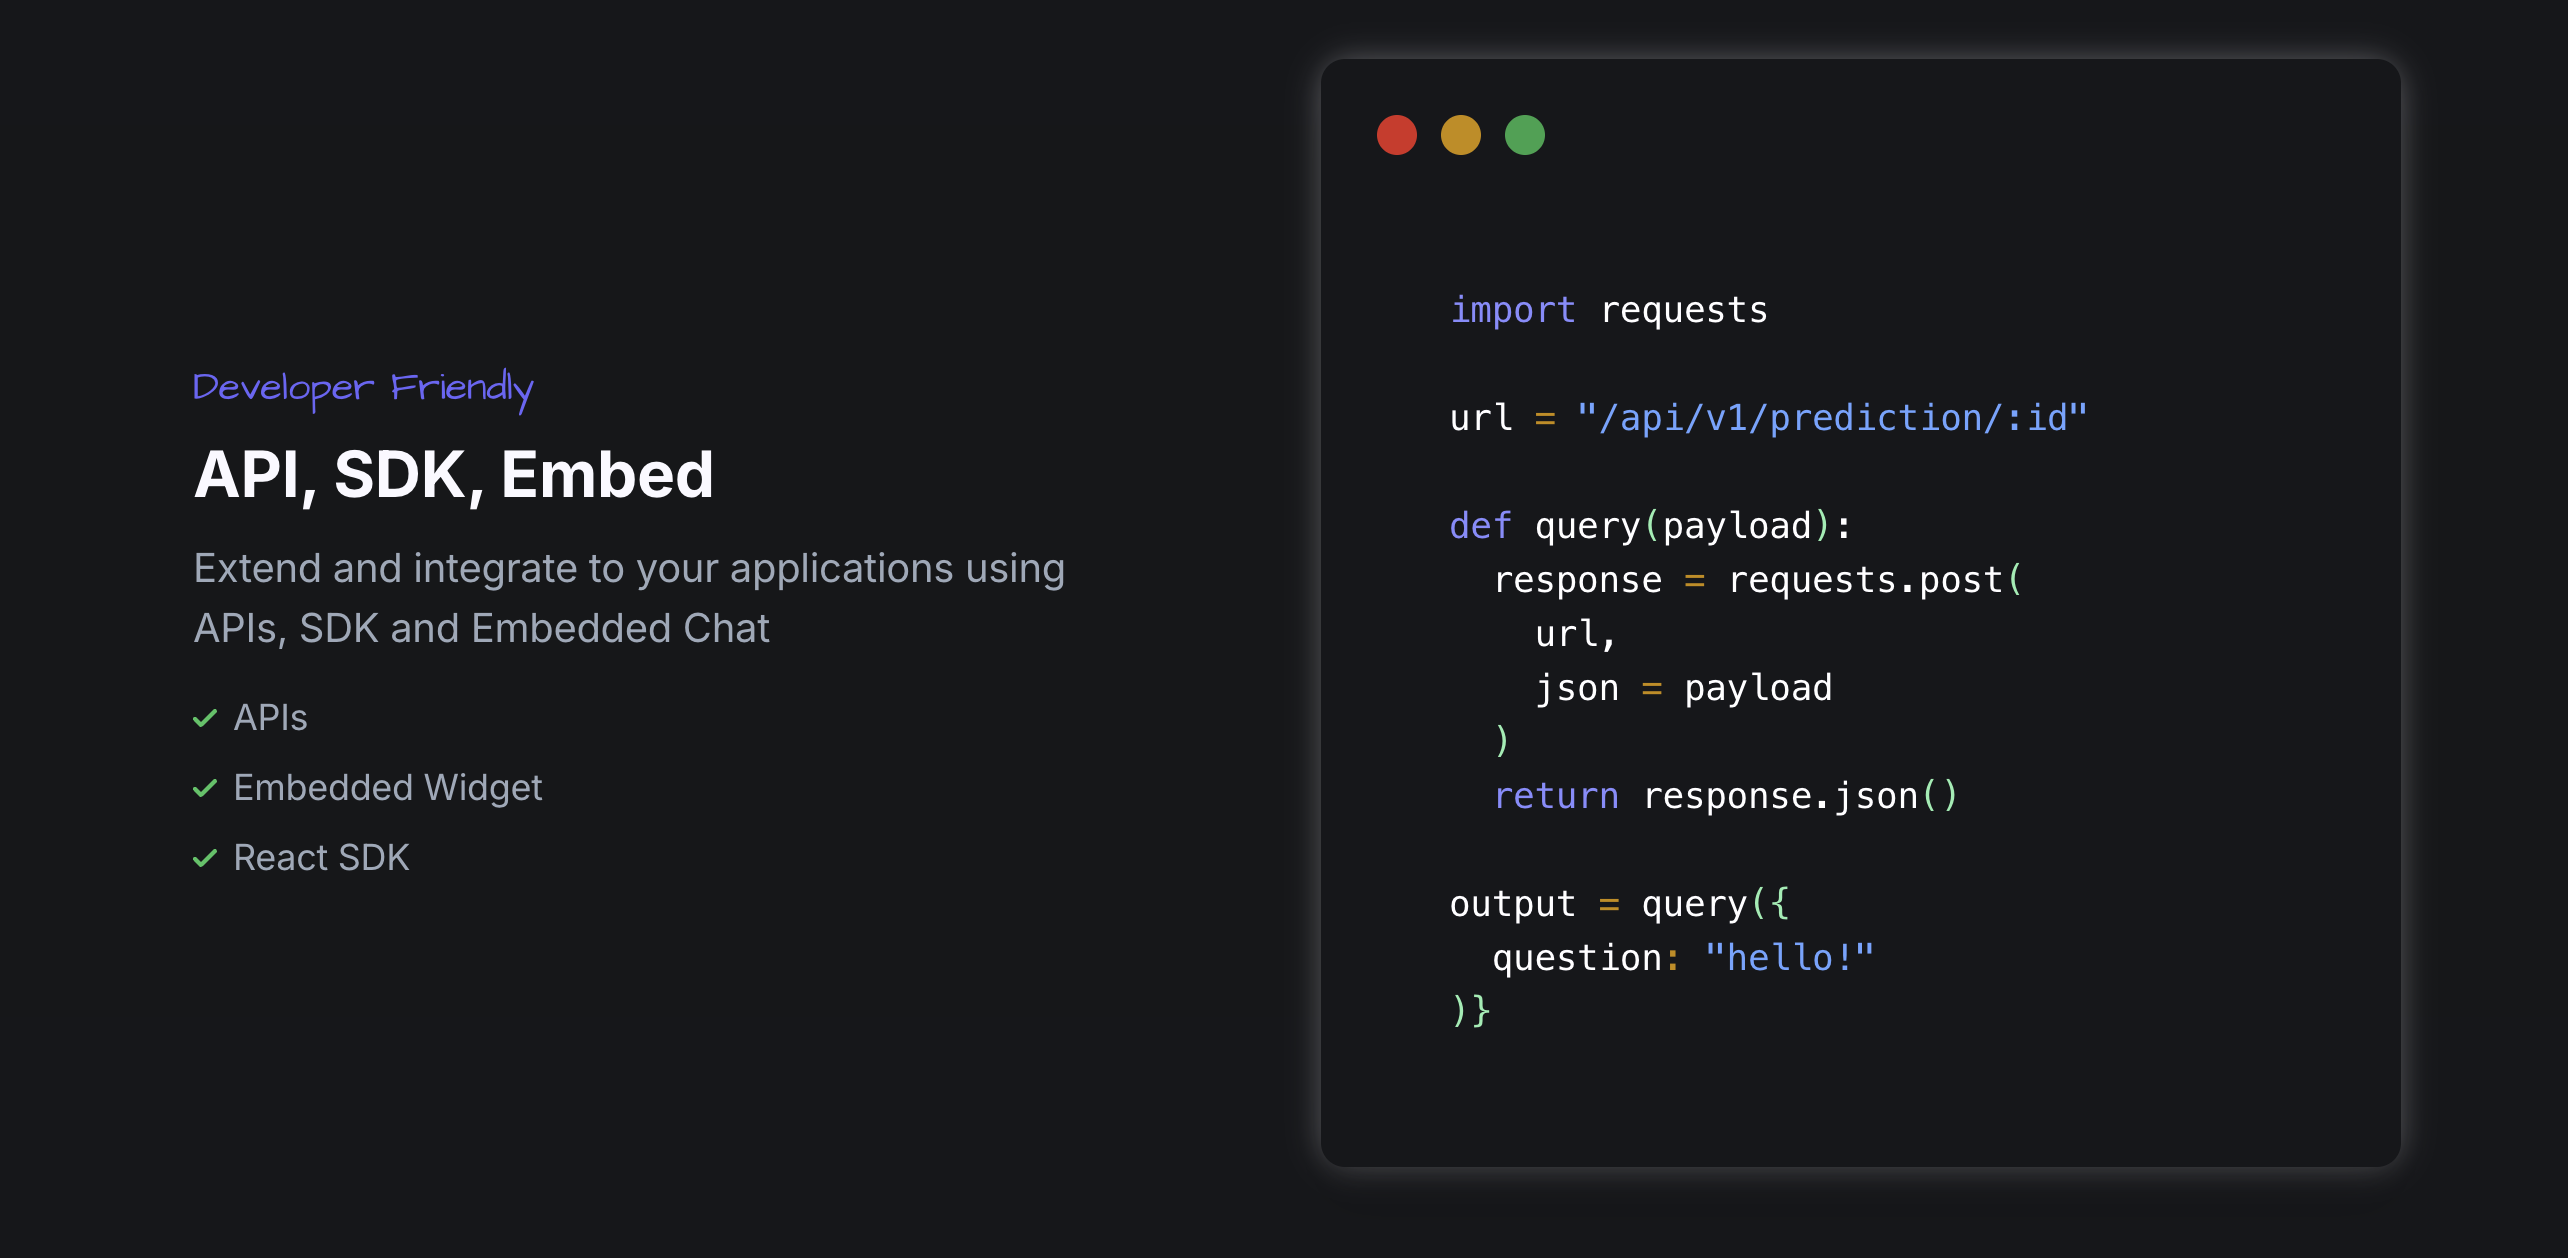 Developer Friendly
API, SDK, Embed
Extend and integrate to your applications using
APIs, SDK and Embedded Chat
APIs
Embedded Widget
React SDK
import requests
url = "/api/v1/prediction/:id"
def query(payload):
  response = requests.post(
    url,
    json = payload
  )
  return response.json()
output = query({
  question: "hello!"
)}